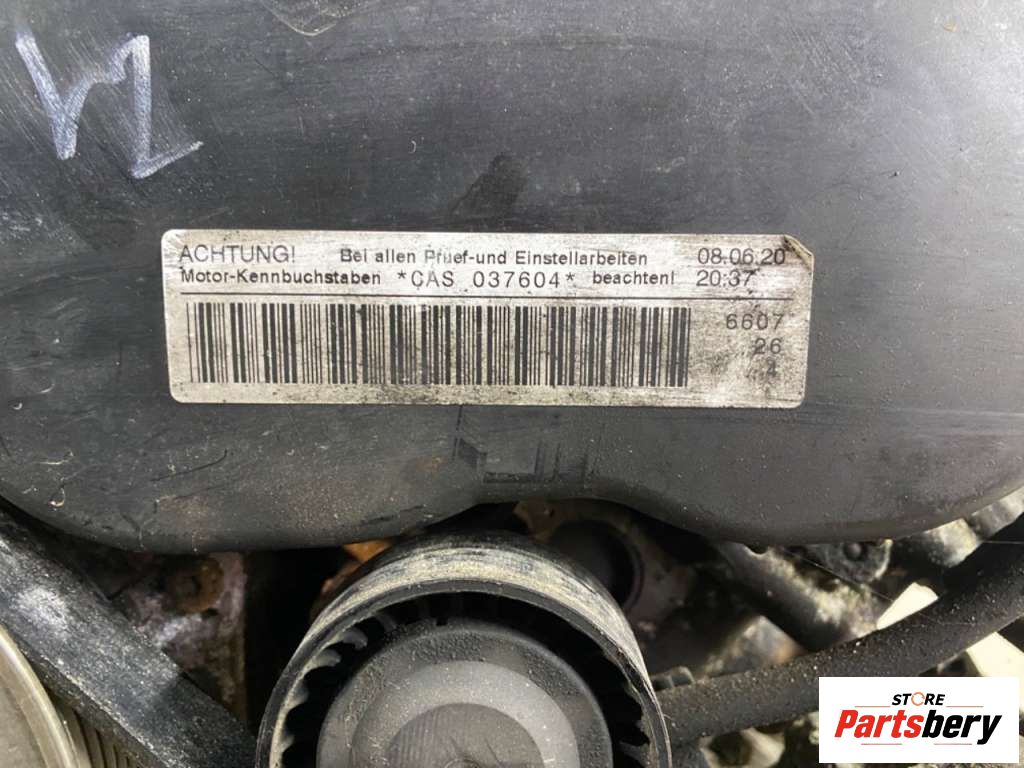 ACHTUNG! Bei allen Pruef-und Einstellarbeiten 08.06.20
Motor-Kennbuchstaben *CAS 037604* beachten! 20:37
6607
26
4
STORE
Partsbery